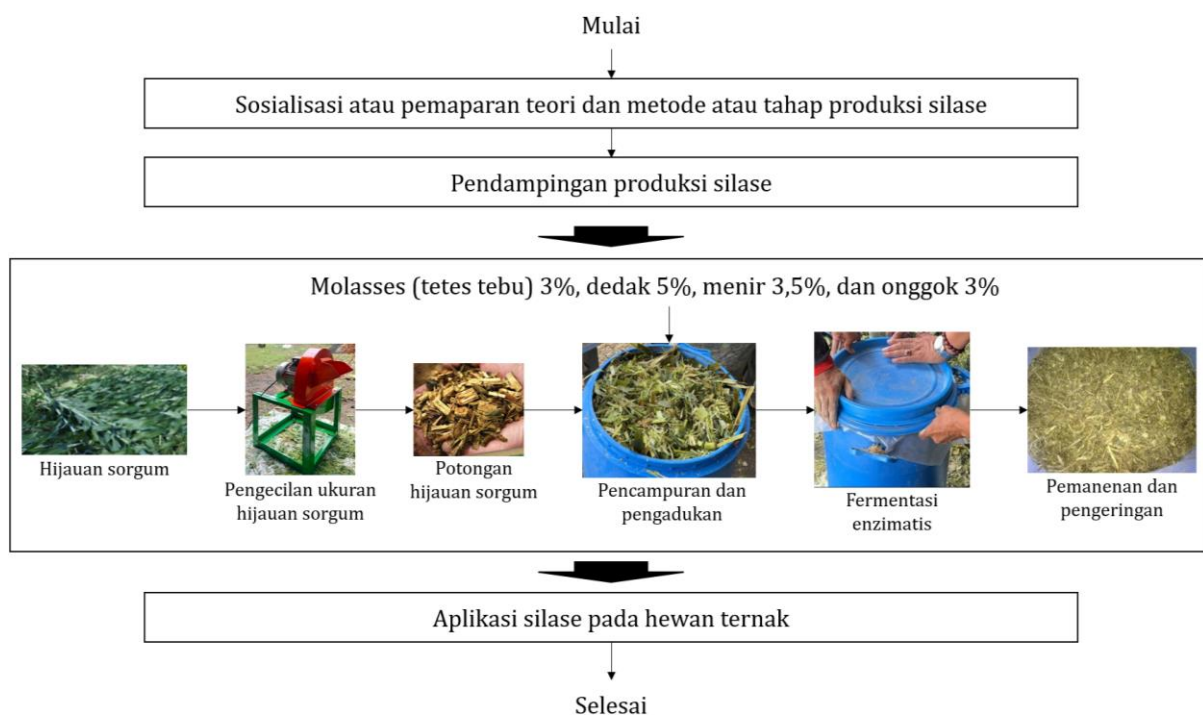 Mulai
Sosialisasi atau pemaparan teori dan metode atau tahap produksi silase
Pendampingan produksi silase
Molasses (tetes tebu) 3%, dedak 5%, menir 3,5%, dan onggok 3%
Hijauan sorgum
Pengecilan ukuran
hijauan sorgum
Potongan
hijauan sorgum
Pencampuran dan
pengadukan
Fermentasi
enzimatis
Pemanenan dan
pengeringan
Aplikasi silase pada hewan ternak
Selesai